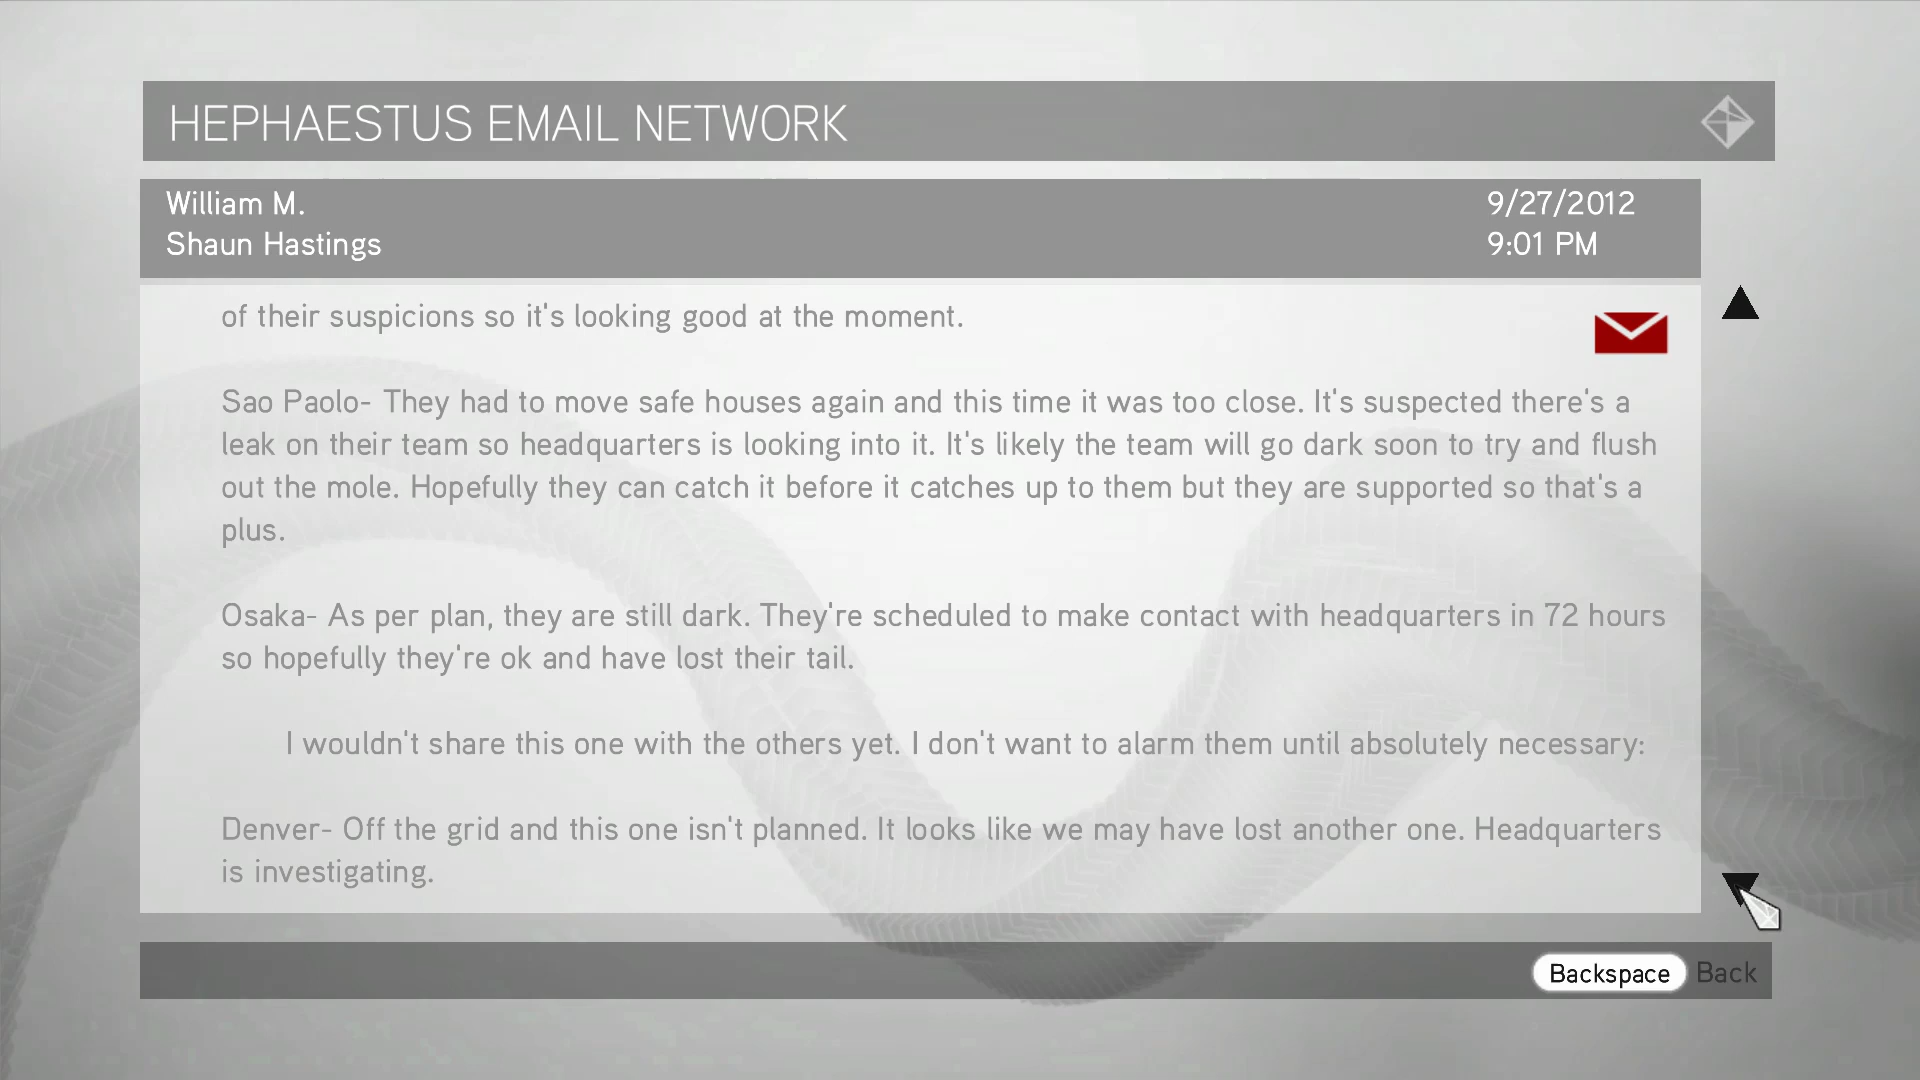 HEPHAESTUS EMAIL NETWORK
William M.
9/27/2012
Shaun Hastings
9:01 PM
of their suspicions so it's looking good at the moment.
Sao Paolo- They had to move safe houses again and this time it was too close. It's suspected there's a
leak on their team so headquarters is looking into it. It's likely the team will go dark soon to try and flush
out the mole. Hopefully they can catch it before it catches up to them but they are supported so that's a
plus.
Osaka- As per plan, they are still dark. They're scheduled to make contact with headquarters in 72 hours
so hopefully they're ok and have lost their tail.
I wouldn't share this one with the others yet. I don't want to alarm them until absolutely necessary:
Denver- Off the grid and this one isn't planned. It looks like we may have lost another one. Headquarters
is investigating.
Backspace Back